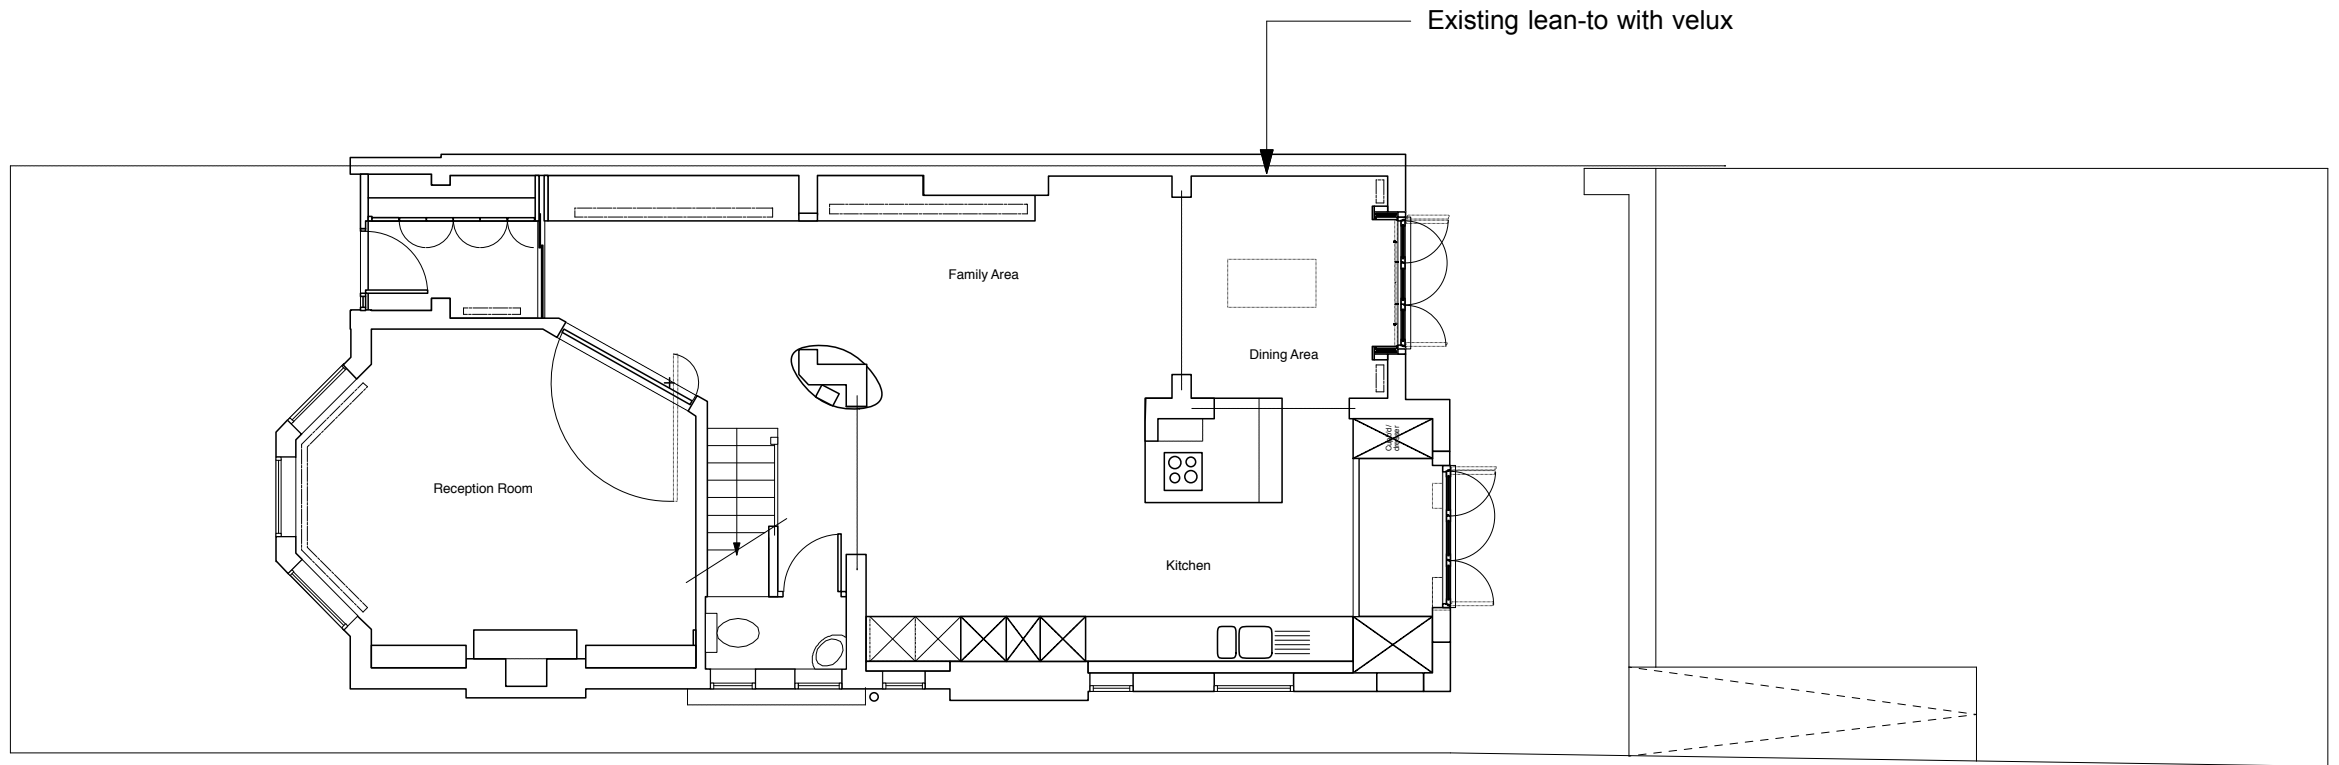 Existing lean-to with velux
Family Area
Dining Area
Reception Room
Kitchen